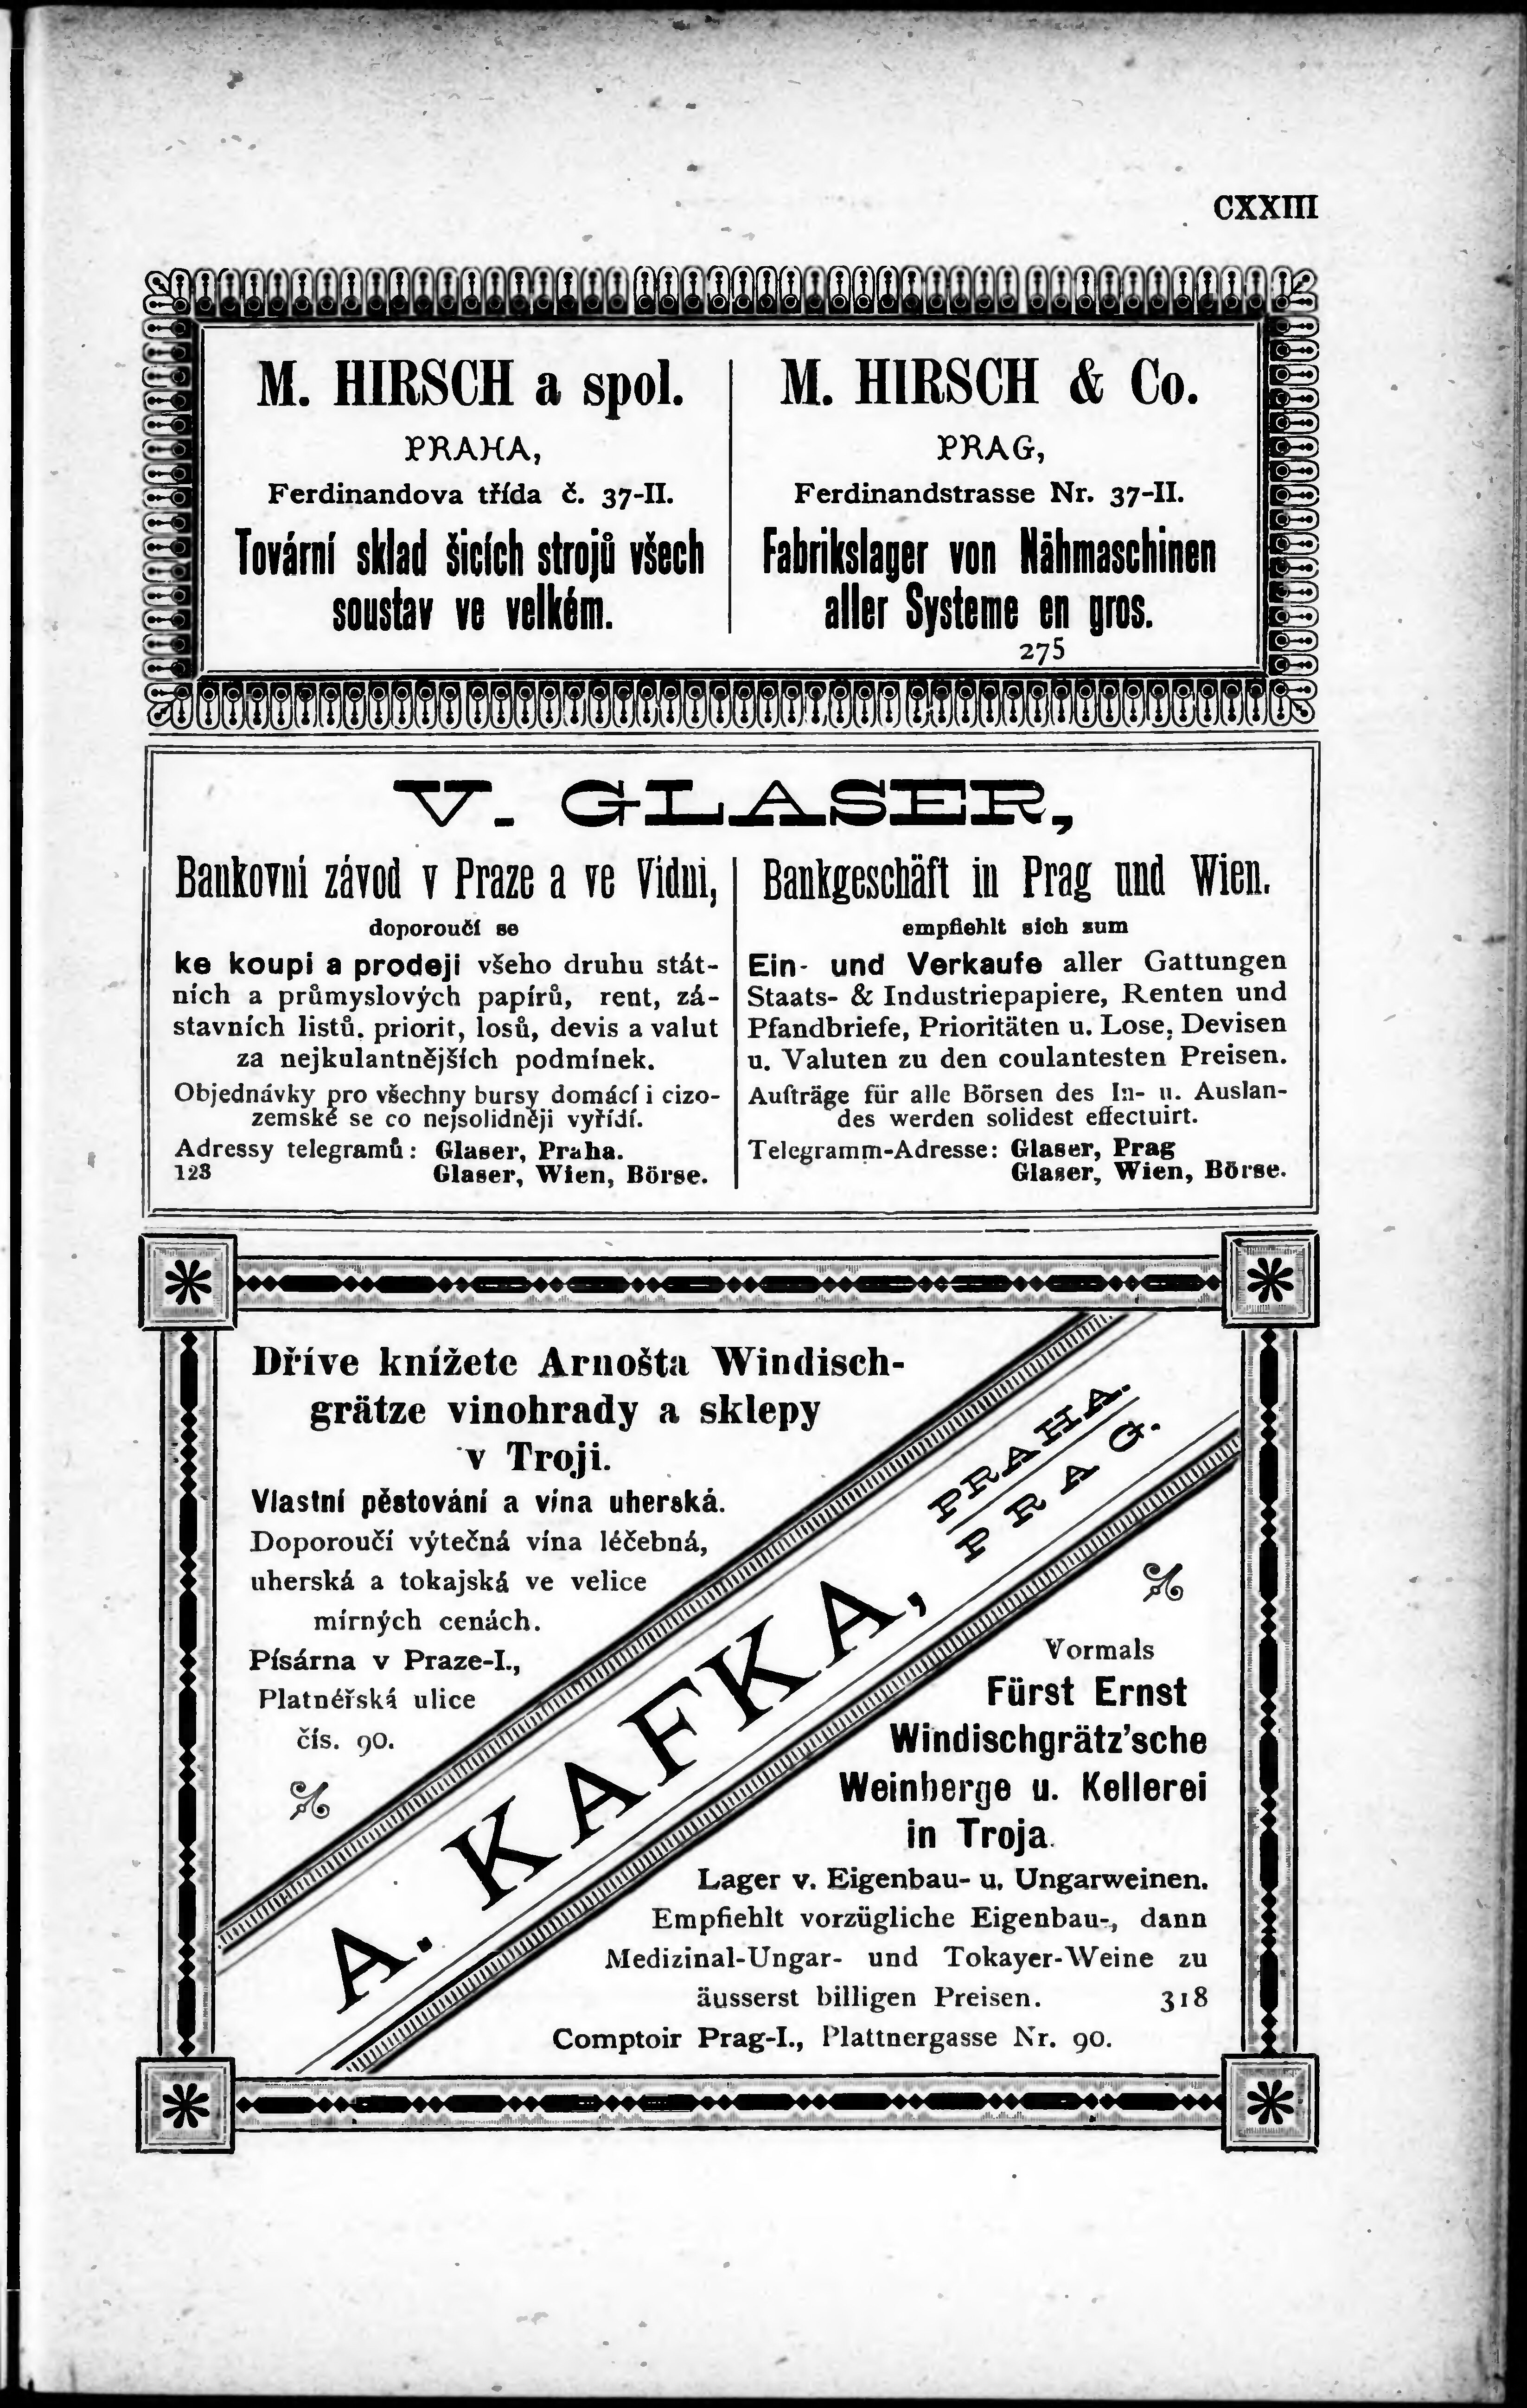 CXXIII
M. HIRSCH a spol.
PRAHA,
Ferdinandova třída č. 37-II.
Tovární sklad šicích strojů všech
soustav ve velkém.
M. HIRSCH & Co.
PRAG,
Ferdinandstrasse Nr. 37-II.
Fabrikslager von Nähmaschinen
aller Systeme en gros.
275
V. GLASER,
Bankovní závod v Praze a ve Vídni,
doporoučí se
ke koupi a prodeji všeho druhu stát-
ních a průmyslových papírů, rent, zá-
stavních listů, priorit, losů, devis a valut
za nejkulantnějších podmínek.
Objednávky pro všechny bursy domácí i cizo-
zemské se co nejsolidněji vyřídí.
Adressy telegramů: Glaser, Praha.
123 Glaser, Wien, Börse.
Bankgeschäft in Prag und Wien.
empfiehlt sich zum
Ein- und Verkaufe aller Gattungen
Staats- & Industriepapiere, Renten und
Pfandbriefe, Prioritäten u. Lose, Devisen
u. Valuten zu den coulantesten Preisen.
Aufträge für alle Börsen des In- u. Auslan-
des werden solidest effectuirt.
Telegramm-Adresse: Glaser, Prag
Glaser, Wien, Börse.
Dříve knížete Arnošta Windisch-
grätze vinohrady a sklepy
v Troji.
Vlastní pěstování a vína uherská.
Doporoučí výtečná vína léčebná,
uherská a tokajská ve velice
mírných cenách.
Písárna v Praze-I.,
Platnéřská ulice
čís. 90.
A. KAFKA,
PRAHA.
PRAG.
Vormals
Fürst Ernst
Windischgrätz'sche
Weinberge u. Kellerei
in Troja.
Lager v. Eigenbau- u. Ungarweinen.
Empfiehlt vorzügliche Eigenbau-, dann
Medizinal-Ungar- und Tokayer-Weine zu
äusserst billigen Preisen. 318
Comptoir Prag-I., Plattnergasse Nr. 90.